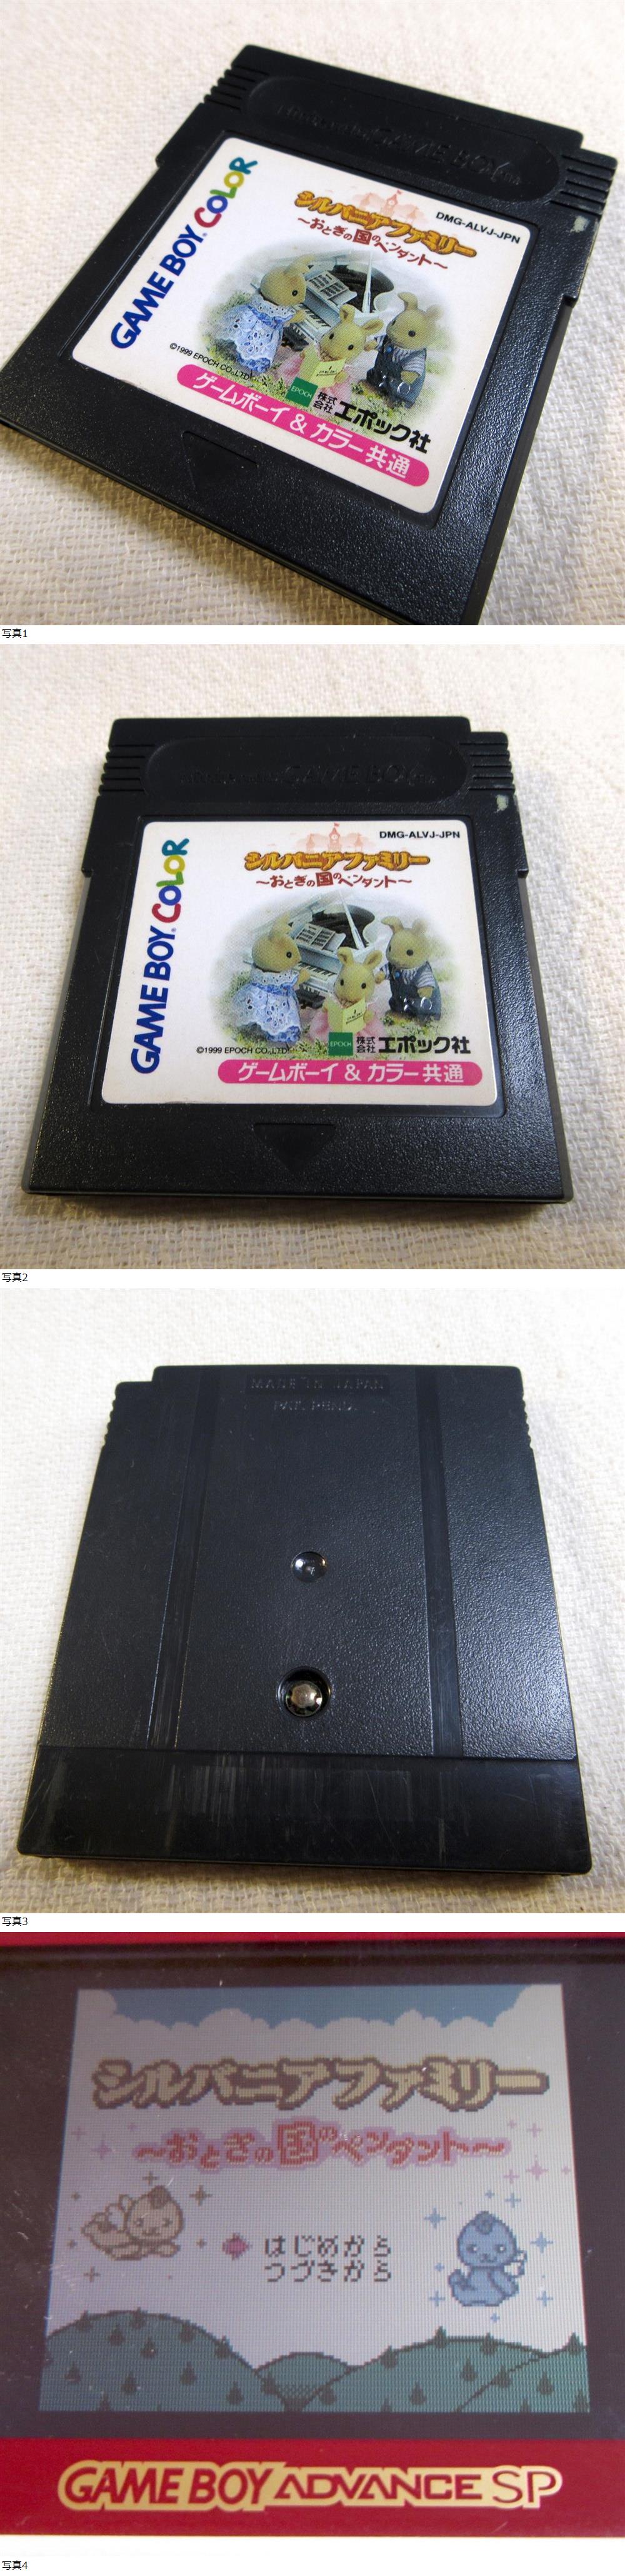 Nintendo GAME BOY TM
GAME BOY COLOR
DMG-ALVJ-JPN
シルバニアファミリー
～おとぎの国のペンダント～
©1999 EPOCH CO.,LTD.
EPOCH
株式会社エポック社
ゲームボーイ & カラー共通
写真1
GAME BOY
GAME BOY COLOR
DMG-ALVJ-JPN
シルバニアファミリー
～おとぎの国のペンダント～
©1999 EPOCH CO.,LTD.
EPOCH
株式会社エポック社
ゲームボーイ & カラー共通
写真2
MADE IN JAPAN
PAT. PEND.
写真3
シルバニアファミリー
～おとぎの国のペンダント～
はじめから
つづきから
GAME BOY ADVANCE SP
写真4